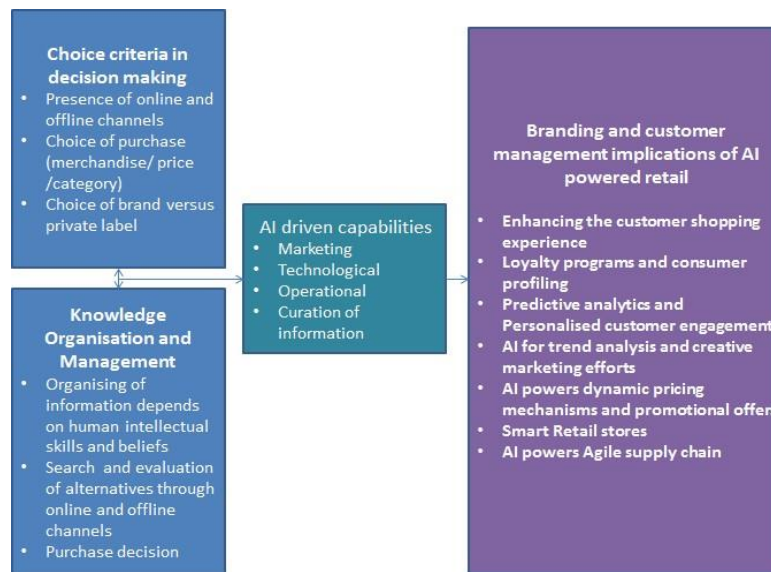 Choice criteria in
decision making
• Presence of online and
offline channels
• Choice of purchase
(merchandise/ price
/category)
• Choice of brand versus
private label
Knowledge
Organisation and
Management
• Organising of
information depends
on human intellectual
skills and beliefs
• Search and evaluation
of alternatives through
online and offline
channels
• Purchase decision
AI driven capabilities
• Marketing
• Technological
• Operational
• Curation of
information
Branding and customer
management implications of AI
powered retail
• Enhancing the customer shopping
experience
• Loyalty programs and consumer
profiling
• Predictive analytics and
Personalised customer engagement
• AI for trend analysis and creative
marketing efforts
• AI powers dynamic pricing
mechanisms and promotional offer
• Smart Retail stores
• AI powers Agile supply chain